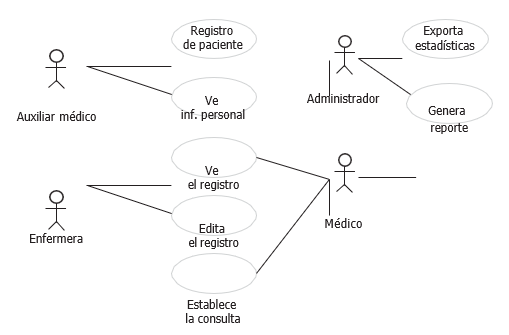 Registro
de paciente
Exporta
estadísticas
Auxiliar médico
Ve
inf. personal
Administrador
Genera
reporte
Ve
el registro
Enfermera
Edita
el registro
Médico
Establece
la consulta